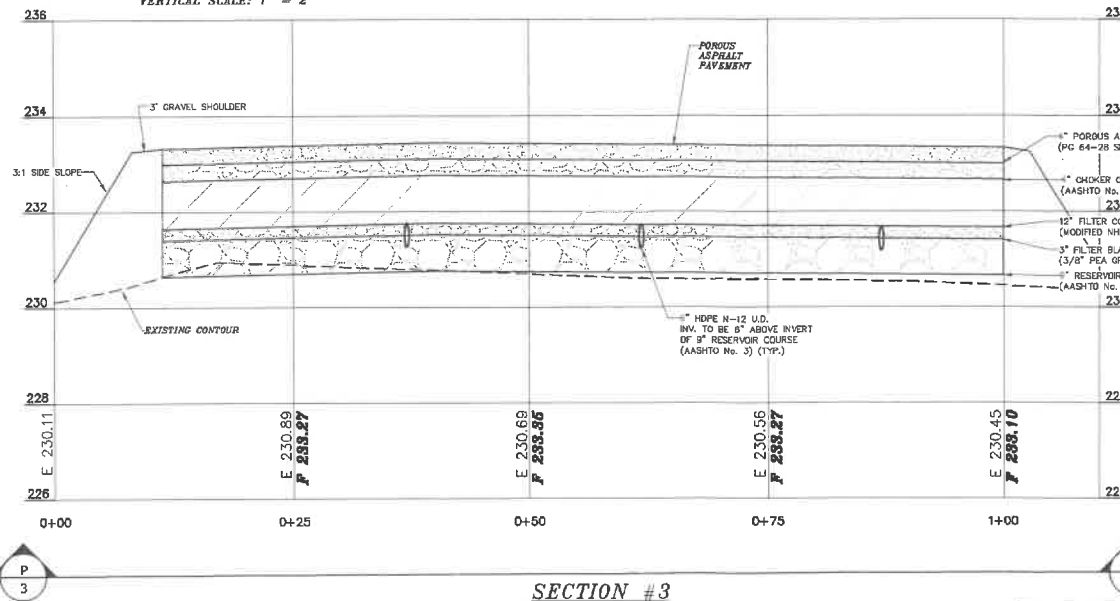 VERTICAL SCALE: 1" = 2'
236
234
232
230
228
226
POROUS
ASPHALT
PAVEMENT
3" GRAVEL SHOULDER
3:1 SIDE SLOPE
EXISTING CONTOUR
" POROUS A
(PG 64-28 S
" CHOKER C
(AASHTO No.
12" FILTER CO
(MODIFIED NH
3" FILTER BLA
(3/8" PEA GR
" RESERVOIR
(AASHTO No.
" HDPE N-12 U.D.
INV. TO BE 6" ABOVE INVERT
OF 9" RESERVOIR COURSE
(AASHTO No. 3) (TYP.)
E 230.11
E 230.89
F 233.27
E 230.69
F 233.35
E 230.56
F 233.27
E 230.45
F 233.10
0+00
0+25
0+50
0+75
1+00
P
3
SECTION #3